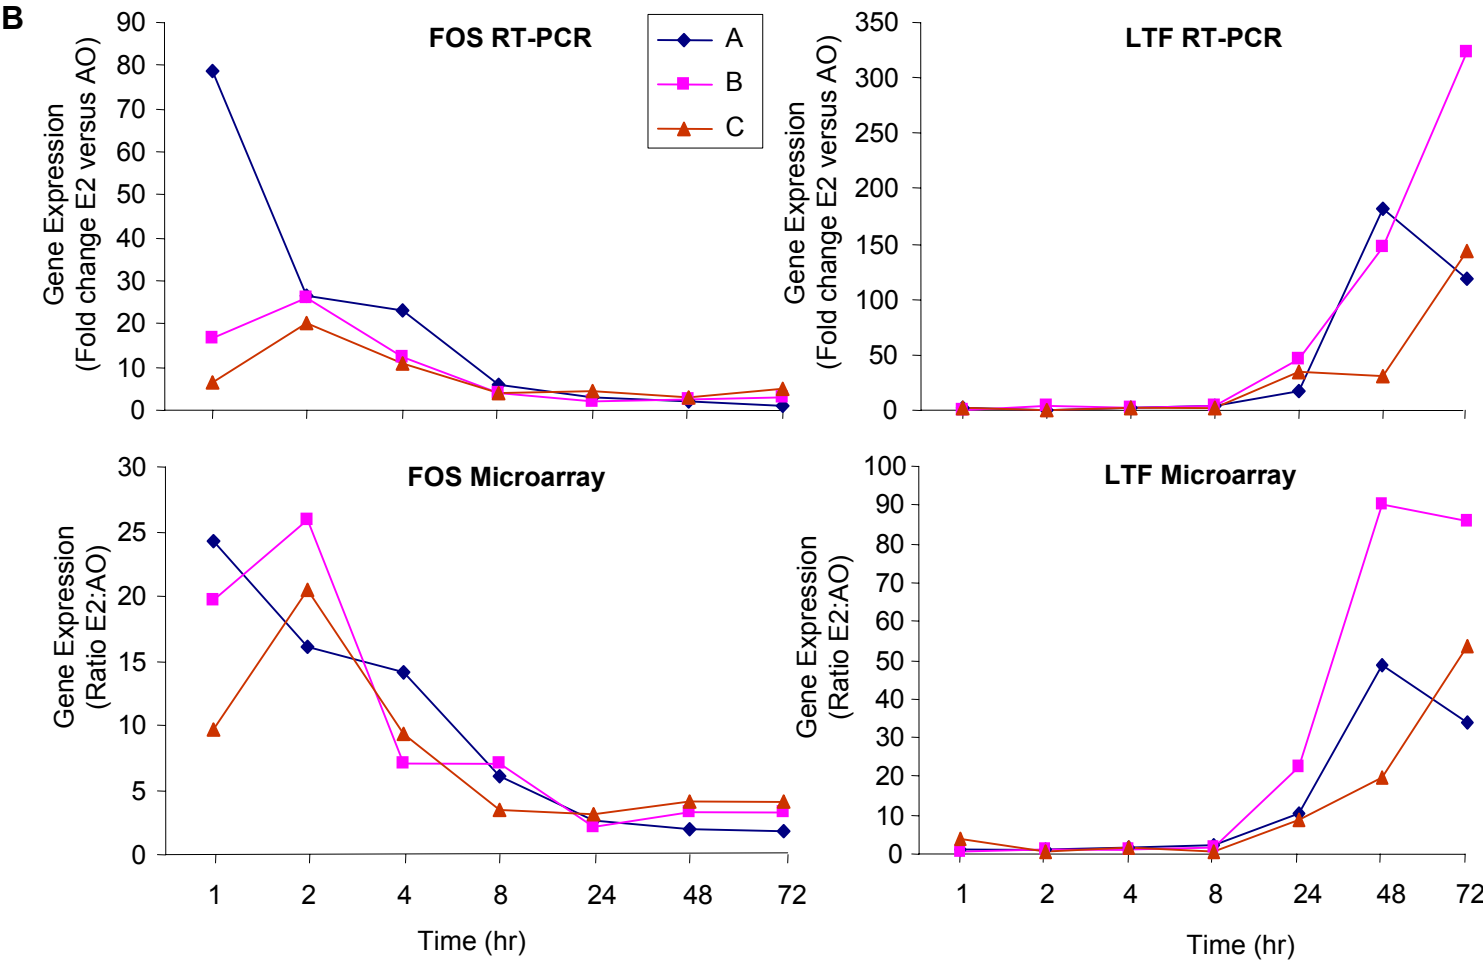 B
FOS RT-PCR
Gene Expression
(Fold change E2 versus AO)
90
80
70
60
50
40
30
20
10
0
A
B
C
LTF RT-PCR
Gene Expression
(Fold change E2 versus AO)
350
300
250
200
150
100
50
0
FOS Microarray
Gene Expression
(Ratio E2:AO)
30
25
20
15
10
5
0
1 2 4 8 24 48 72
Time (hr)
LTF Microarray
Gene Expression
(Ratio E2:AO)
100
90
80
70
60
50
40
30
20
10
0
1 2 4 8 24 48 72
Time (hr)